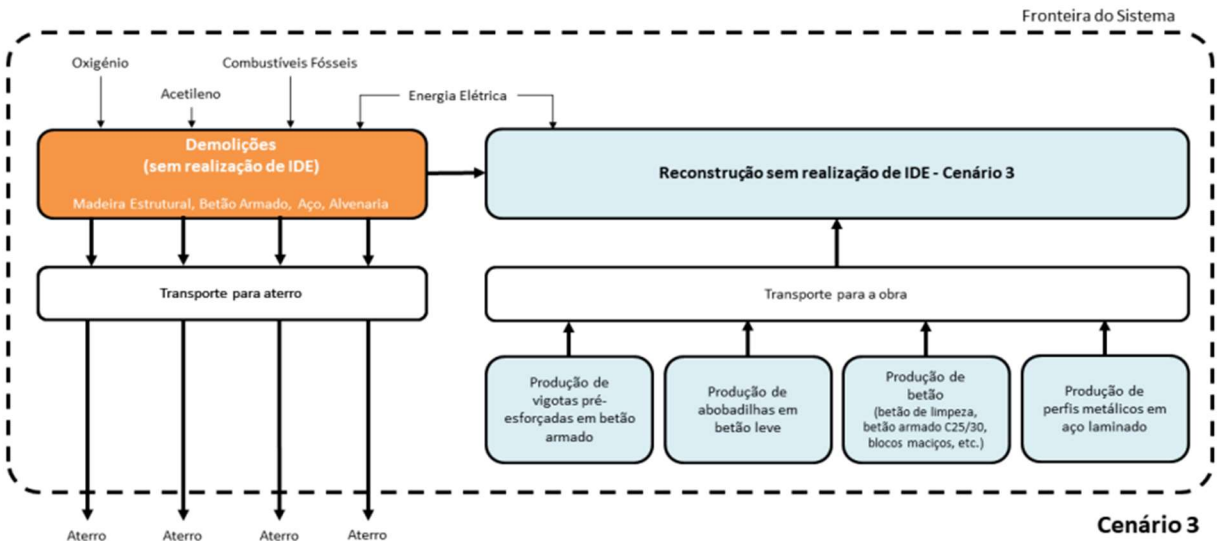 Fronteira do Sistema
Oxigénio
Combustíveis Fósseis
Acetileno
Energia Elétrica
Demolições
(sem realização de IDE)
Madeira Estrutural, Betão Armado, Aço, Alvenaria
Reconstrução sem realização de IDE - Cenário 3
Transporte para aterro
Transporte para a obra
Produção de
vigotas pré-
esforçadas em betão
armado
Produção de
abobadilhas em
betão leve
Produção de
betão
(betão de limpeza,
betão armado C25/30,
blocos maciços, etc.)
Produção de
perfis metálicos em
aço laminado
Aterro
Aterro
Aterro
Aterro
Cenário 3